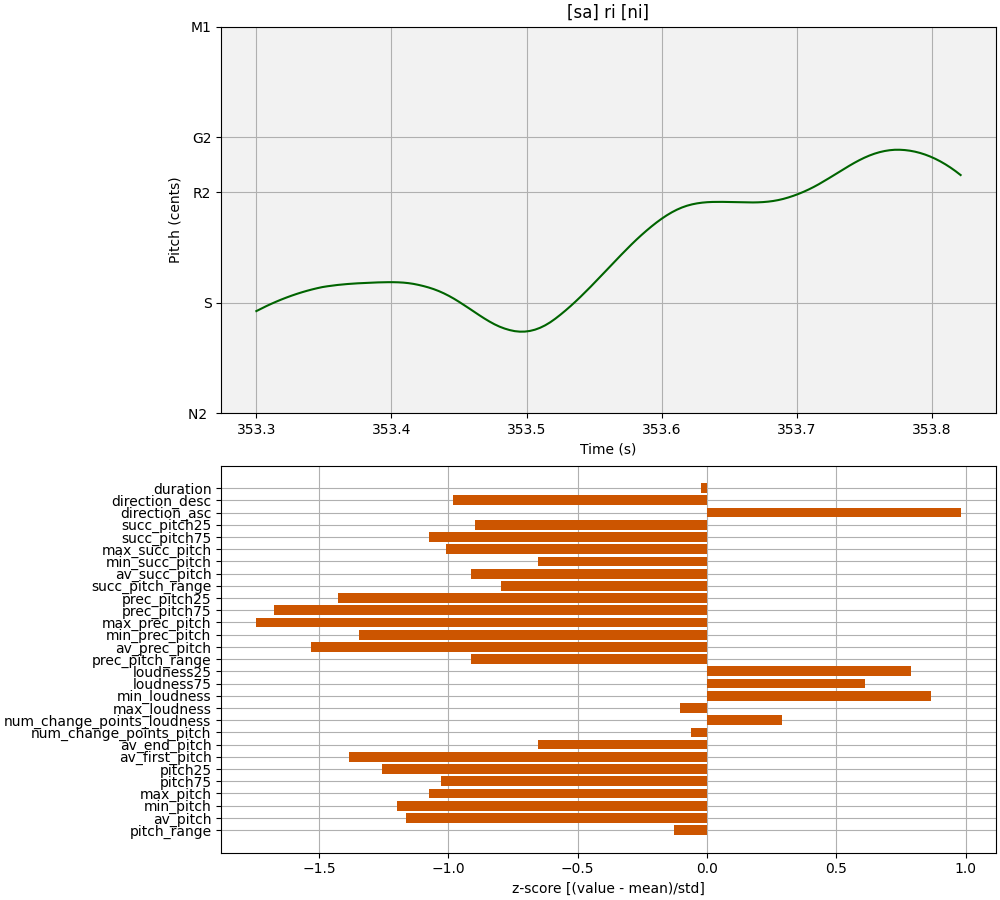 [sa] ri [ni]
M1
G2
R2
S
N2
Pitch (cents)
353.3 353.4 353.5 353.6 353.7 353.8
Time (s)
duration
direction_desc
direction_asc
succ_pitch25
succ_pitch75
max_succ_pitch
min_succ_pitch
av_succ_pitch
succ_pitch_range
prec_pitch25
prec_pitch75
max_prec_pitch
min_prec_pitch
av_prec_pitch
prec_pitch_range
loudness25
loudness75
min_loudness
max_loudness
num_change_points_loudness
num_change_points_pitch
av_end_pitch
av_first_pitch
pitch25
pitch75
max_pitch
min_pitch
av_pitch
pitch_range
−1.5 −1.0 −0.5 0.0 0.5 1.0
z-score [(value - mean)/std]